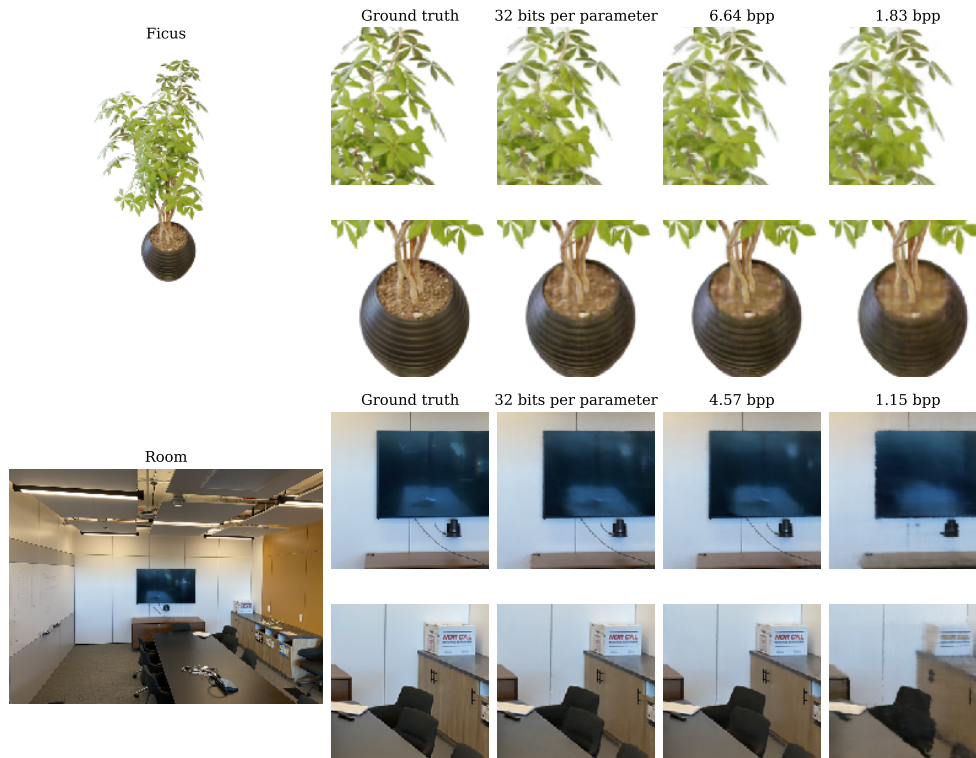 Ficus
Ground truth 32 bits per parameter 6.64 bpp 1.83 bpp
Ground truth 32 bits per parameter 4.57 bpp 1.15 bpp
Room